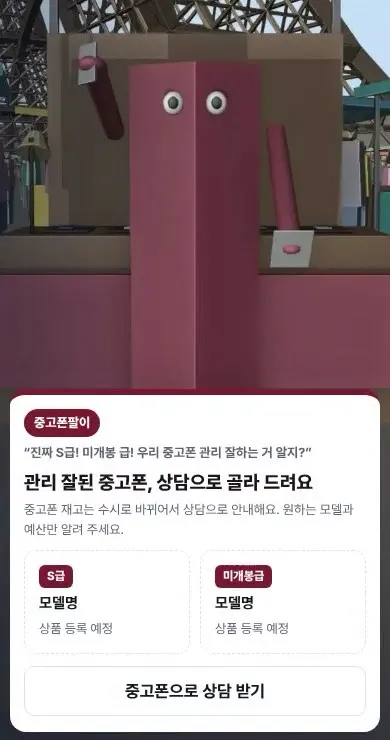 중고폰팔이
“진짜 S급! 미개봉 급! 우리 중고폰 관리 잘하는 거 알지?”
관리 잘된 중고폰, 상담으로 골라 드려요
중고폰 재고는 수시로 바뀌어서 상담으로 안내해요. 원하는 모델과
예산만 알려 주세요.
S급
모델명
상품 등록 예정
미개봉급
모델명
상품 등록 예정
중고폰으로 상담 받기